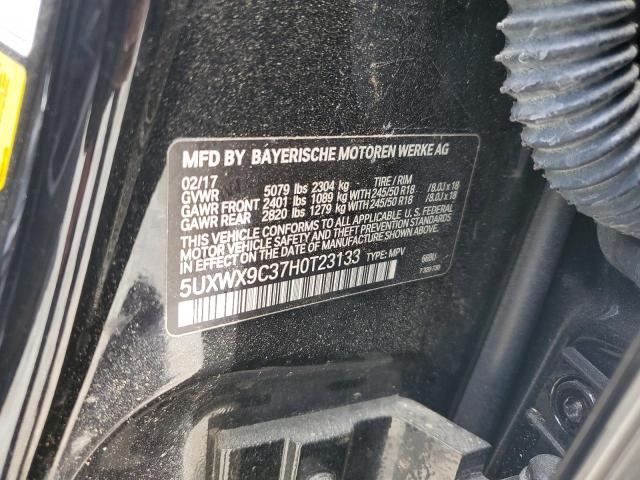 MFD BY BAYERISCHE MOTOREN WERKE AG
02/17 TIRE / RIM
GVWR 5079 lbs 2304 kg
GAWR FRONT 2401 lbs 1089 kg WITH 245/50 R18 /8.0J x 18
GAWR REAR 2820 lbs 1279 kg WITH 245/50 R18 /8.0J x 18
THIS VEHICLE CONFORMS TO ALL APPLICABLE U.S. FEDERAL
MOTOR VEHICLE SAFETY STANDARDS
IN EFFECT ON THE DATE OF MANUFACTURE SHOWN ABOVE.
5UXWX9C37H0T23133 TYPE: MPV